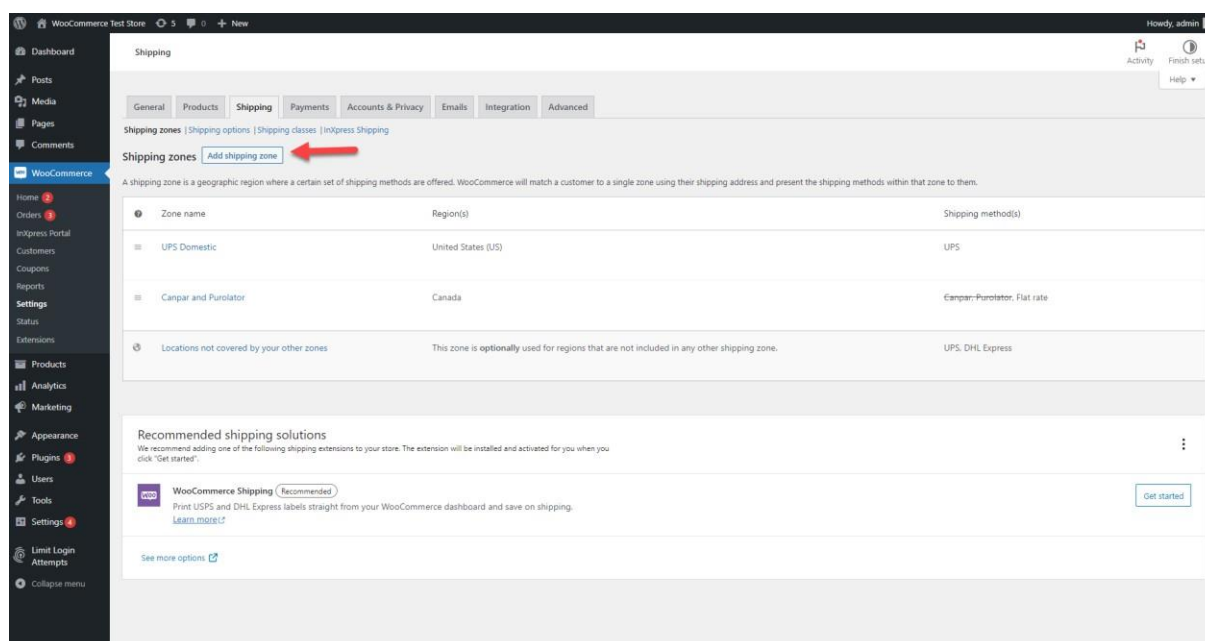 WooCommerce Test Store 5 0 + New Howdy, admin
Dashboard
Posts
Media
Pages
Comments
WooCommerce
Home 2
Orders 3
InXpress Portal
Customers
Coupons
Reports
Settings
Status
Extensions
Products
Analytics
Marketing
Appearance
Plugins 3
Users
Tools
Settings 4
Limit Login
Attempts
Collapse menu
Shipping
Activity Finish setu
Help
General Products Shipping Payments Accounts & Privacy Emails Integration Advanced
Shipping zones | Shipping options | Shipping classes | InXpress Shipping
Shipping zones Add shipping zone
A shipping zone is a geographic region where a certain set of shipping methods are offered. WooCommerce will match a customer to a single zone using their shipping address and present the shipping methods within that zone to them.
Zone name Region(s) Shipping method(s)
UPS Domestic United States (US) UPS
Canpar and Purolator Canada Canpar, Purolator, Flat rate
Locations not covered by your other zones This zone is optionally used for regions that are not included in any other shipping zone. UPS, DHL Express
Recommended shipping solutions
We recommend adding one of the following shipping extensions to your store. The extension will be installed and activated for you when you
click "Get started".
woo
WooCommerce Shipping Recommended
Print USPS and DHL Express labels straight from your WooCommerce dashboard and save on shipping.
Learn more
Get started
See more options